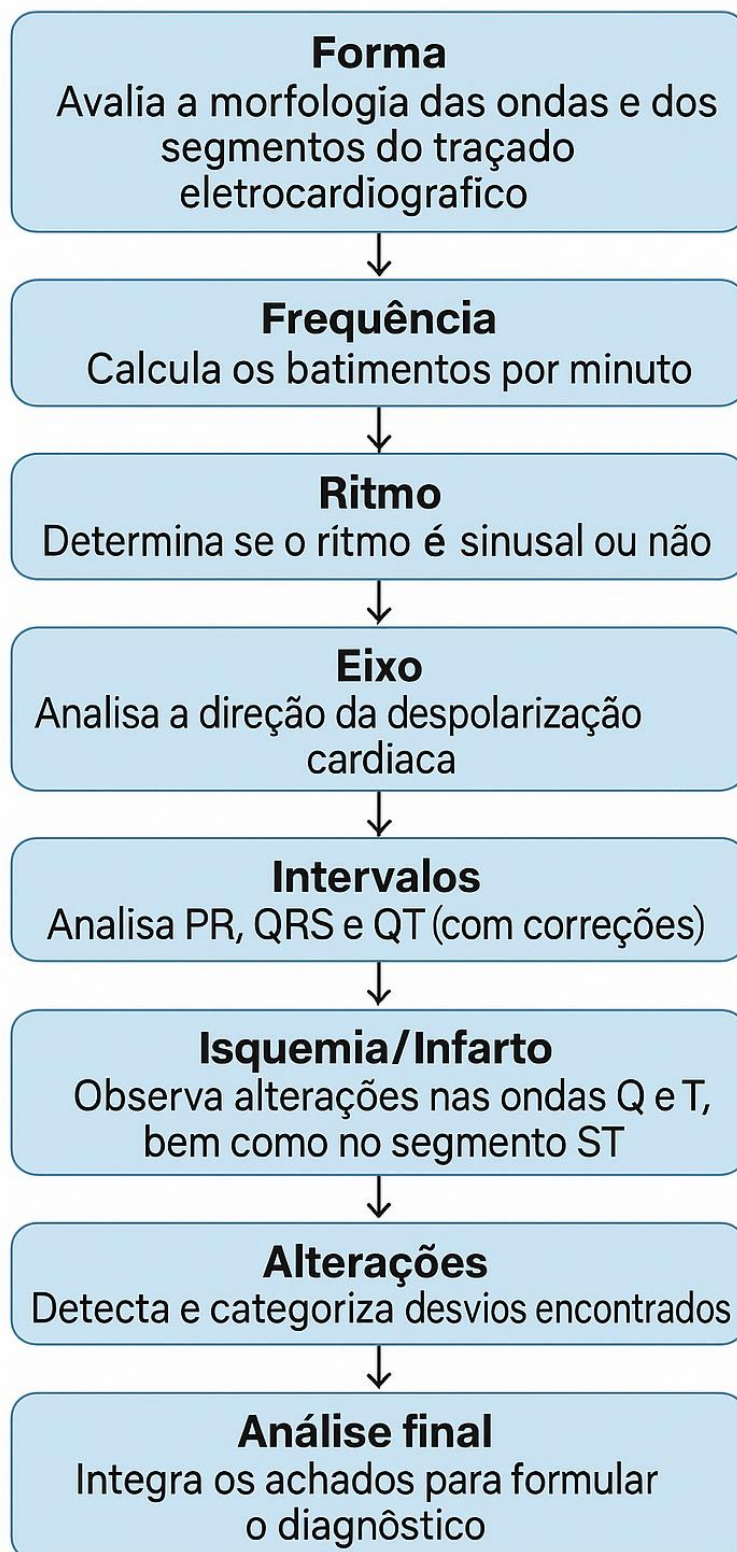 Forma
Avalia a morfologia das ondas e dos
segmentos do traçado
eletrocardiografico
Frequência
Calcula os batimentos por minuto
Ritmo
Determina se o rítmo é sinusal ou não
Eixo
Analisa a direção da despolarização
cardiaca
Intervalos
Analisa PR, QRS e QT (com correções)
Isquemia/Infarto
Observa alterações nas ondas Q e T,
bem como no segmento ST
Alterações
Detecta e categoriza desvios encontrados
Análise final
Integra os achados para formular
o diagnôstico